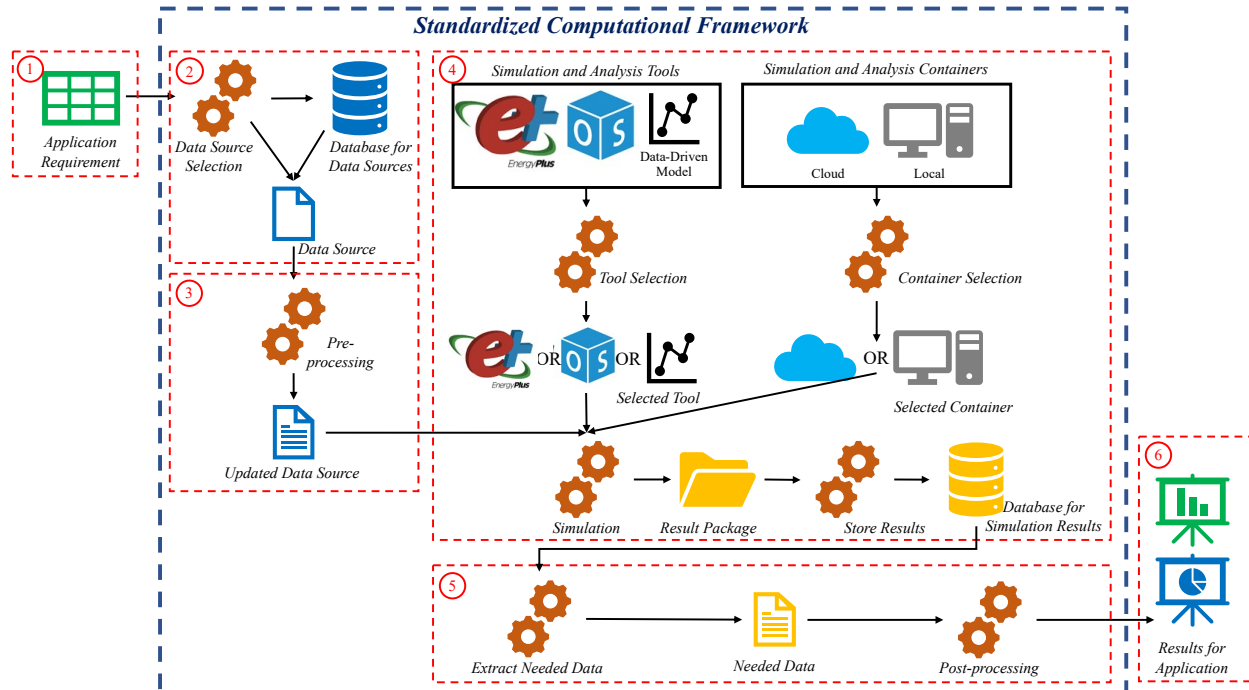 Standardized Computational Framework
1
Application
Requirement
2
Data Source
Selection
Database for
Data Sources
Data Source
3
Pre-
processing
Updated Data Source
4
Simulation and Analysis Tools
e+
EnergyPlus
O S
Data-Driven
Model
Simulation and Analysis Containers
Cloud
Local
Tool Selection
Container Selection
e+
EnergyPlus
OR
O S
OR
Selected Tool
OR
Selected Container
Simulation
Result Package
Store Results
Database for
Simulation Results
5
Extract Needed Data
Needed Data
Post-processing
6
Results for
Application